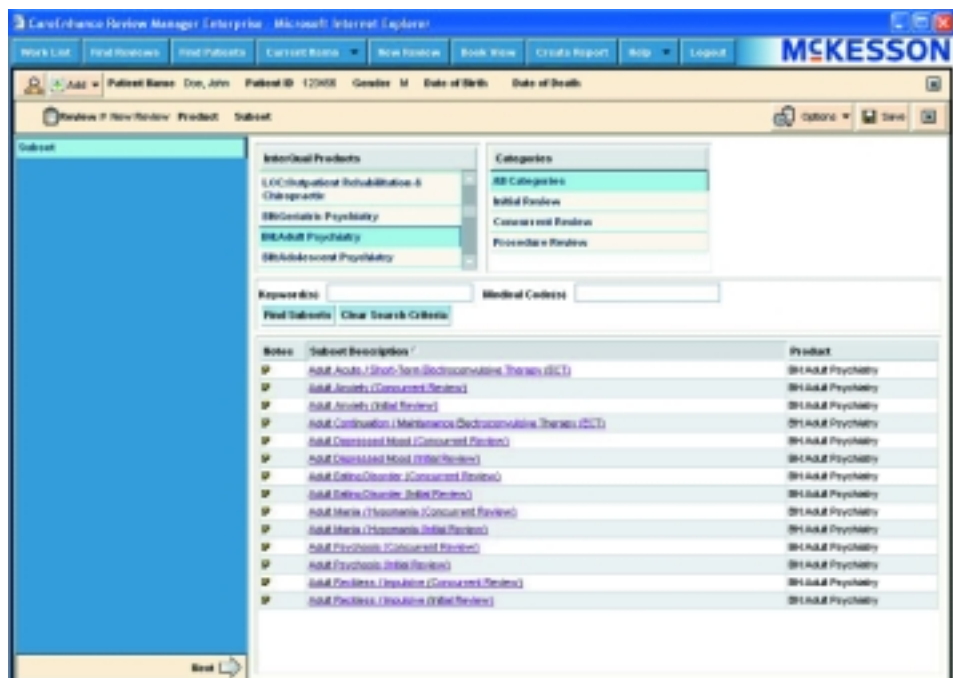 CareEnhance Review Manager Enterprise - Microsoft Internet Explorer
Work List Find Reviews Find Patients Current Items New Review Book View Create Report Help Logout MCKESSON
Add Patient Name Doe, John Patient ID 123456 Gender M Date of Birth Date of Death
Review # New Review Product Subset Options Save
Subset
InterQual Products Categories
LOC:Outpatient Rehabilitation & Chiropractic
BH:Geriatric Psychiatry
BH:Adult Psychiatry
BH:Adolescent Psychiatry
All Categories
Initial Review
Concurrent Review
Procedure Review
Keyword(s) Medical Code(s)
Find Subsets Clear Search Criteria
Notes Subset Description Product
Adult Acute / Short-Term Electroconvulsive Therapy (ECT) BH:Adult Psychiatry
Adult Anxiety (Concurrent Review) BH:Adult Psychiatry
Adult Anxiety (Initial Review) BH:Adult Psychiatry
Adult Continuation / Maintenance Electroconvulsive Therapy (ECT) BH:Adult Psychiatry
Adult Depressed Mood (Concurrent Review) BH:Adult Psychiatry
Adult Depressed Mood (Initial Review) BH:Adult Psychiatry
Adult Eating Disorder (Concurrent Review) BH:Adult Psychiatry
Adult Eating Disorder (Initial Review) BH:Adult Psychiatry
Adult Mania / Hypomania (Concurrent Review) BH:Adult Psychiatry
Adult Mania / Hypomania (Initial Review) BH:Adult Psychiatry
Adult Psychosis (Concurrent Review) BH:Adult Psychiatry
Adult Psychosis (Initial Review) BH:Adult Psychiatry
Adult Reckless / Impulsive (Concurrent Review) BH:Adult Psychiatry
Adult Reckless / Impulsive (Initial Review) BH:Adult Psychiatry
Next